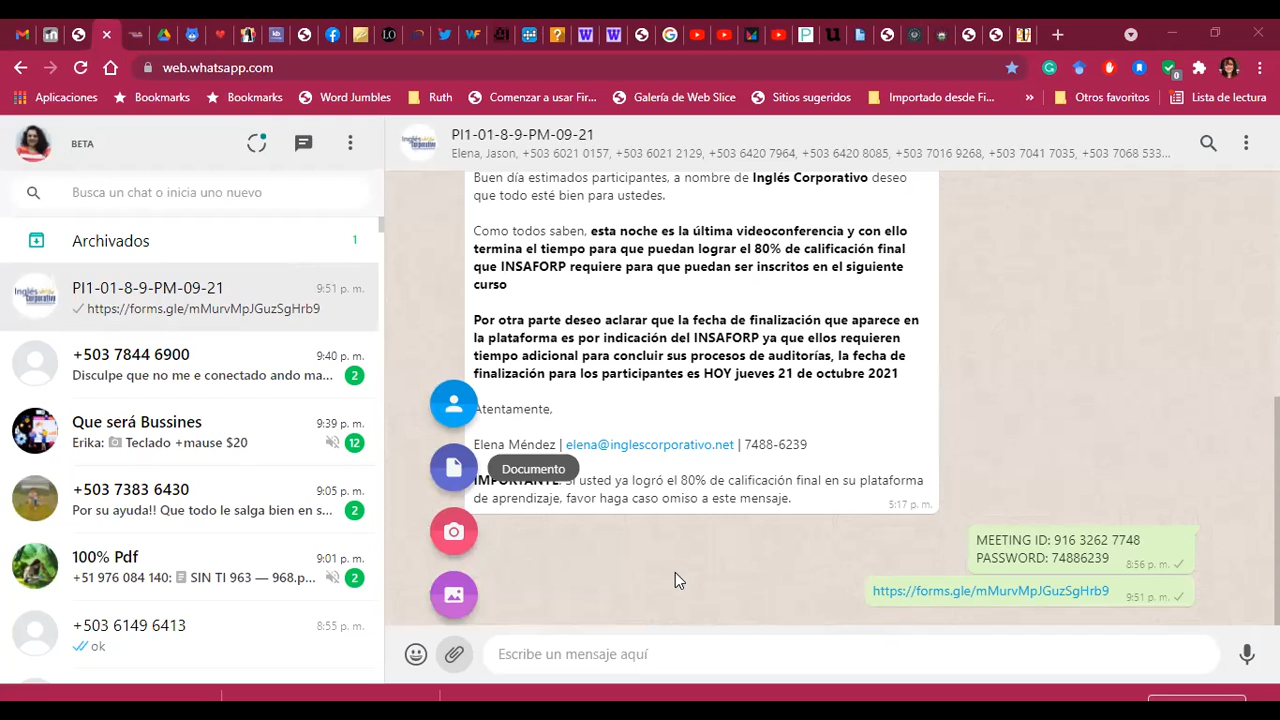 web.whatsapp.com
Aplicaciones
Bookmarks
Bookmarks
Word Jumbles
Ruth
Comenzar a usar Fir...
Galería de Web Slice
Sitios sugeridos
Importado desde Fi...
»
Otros favoritos
Lista de lectura
BETA
Busca un chat o inicia uno nuevo
Archivados
1
PI1-01-8-9-PM-09-21
9:51 p. m.
https://forms.gle/mMurvMpJGuzSgHrb9
+503 7844 6900
9:40 p. m.
Disculpe que no me e conectado ando ma...
2
Que será Bussines
9:39 p. m.
Erika: Teclado +mause $20
12
+503 7383 6430
9:05 p. m.
Por su ayuda!! Que todo le salga bien en s...
2
100% Pdf
9:01 p. m.
+51 976 084 140: SIN TI 963 — 968.p...
2
+503 6149 6413
8:55 p. m.
ok
PI1-01-8-9-PM-09-21
Elena, Jason, +503 6021 0157, +503 6021 2129, +503 6420 7964, +503 6420 8085, +503 7016 9268, +503 7041 7035, +503 7068 533...
Buen día estimados participantes, a nombre de Inglés Corporativo deseo
que todo esté bien para ustedes.
Como todos saben, esta noche es la última videoconferencia y con ello
termina el tiempo para que puedan lograr el 80% de calificación final
que INSAFORP requiere para que puedan ser inscritos en el siguiente
curso
Por otra parte deseo aclarar que la fecha de finalización que aparece en
la plataforma es por indicación del INSAFORP ya que ellos requieren
tiempo adicional para concluir sus procesos de auditorías, la fecha de
finalización para los participantes es HOY jueves 21 de octubre 2021
Atentamente,
Elena Méndez | elena@inglescorporativo.net | 7488-6239
Documento
IMPORTANTE: si usted ya logró el 80% de calificación final en su plataforma
de aprendizaje, favor haga caso omiso a este mensaje.
5:17 p. m.
MEETING ID: 916 3262 7748
PASSWORD: 74886239
8:56 p. m.
https://forms.gle/mMurvMpJGuzSgHrb9
9:51 p. m.
Escribe un mensaje aquí